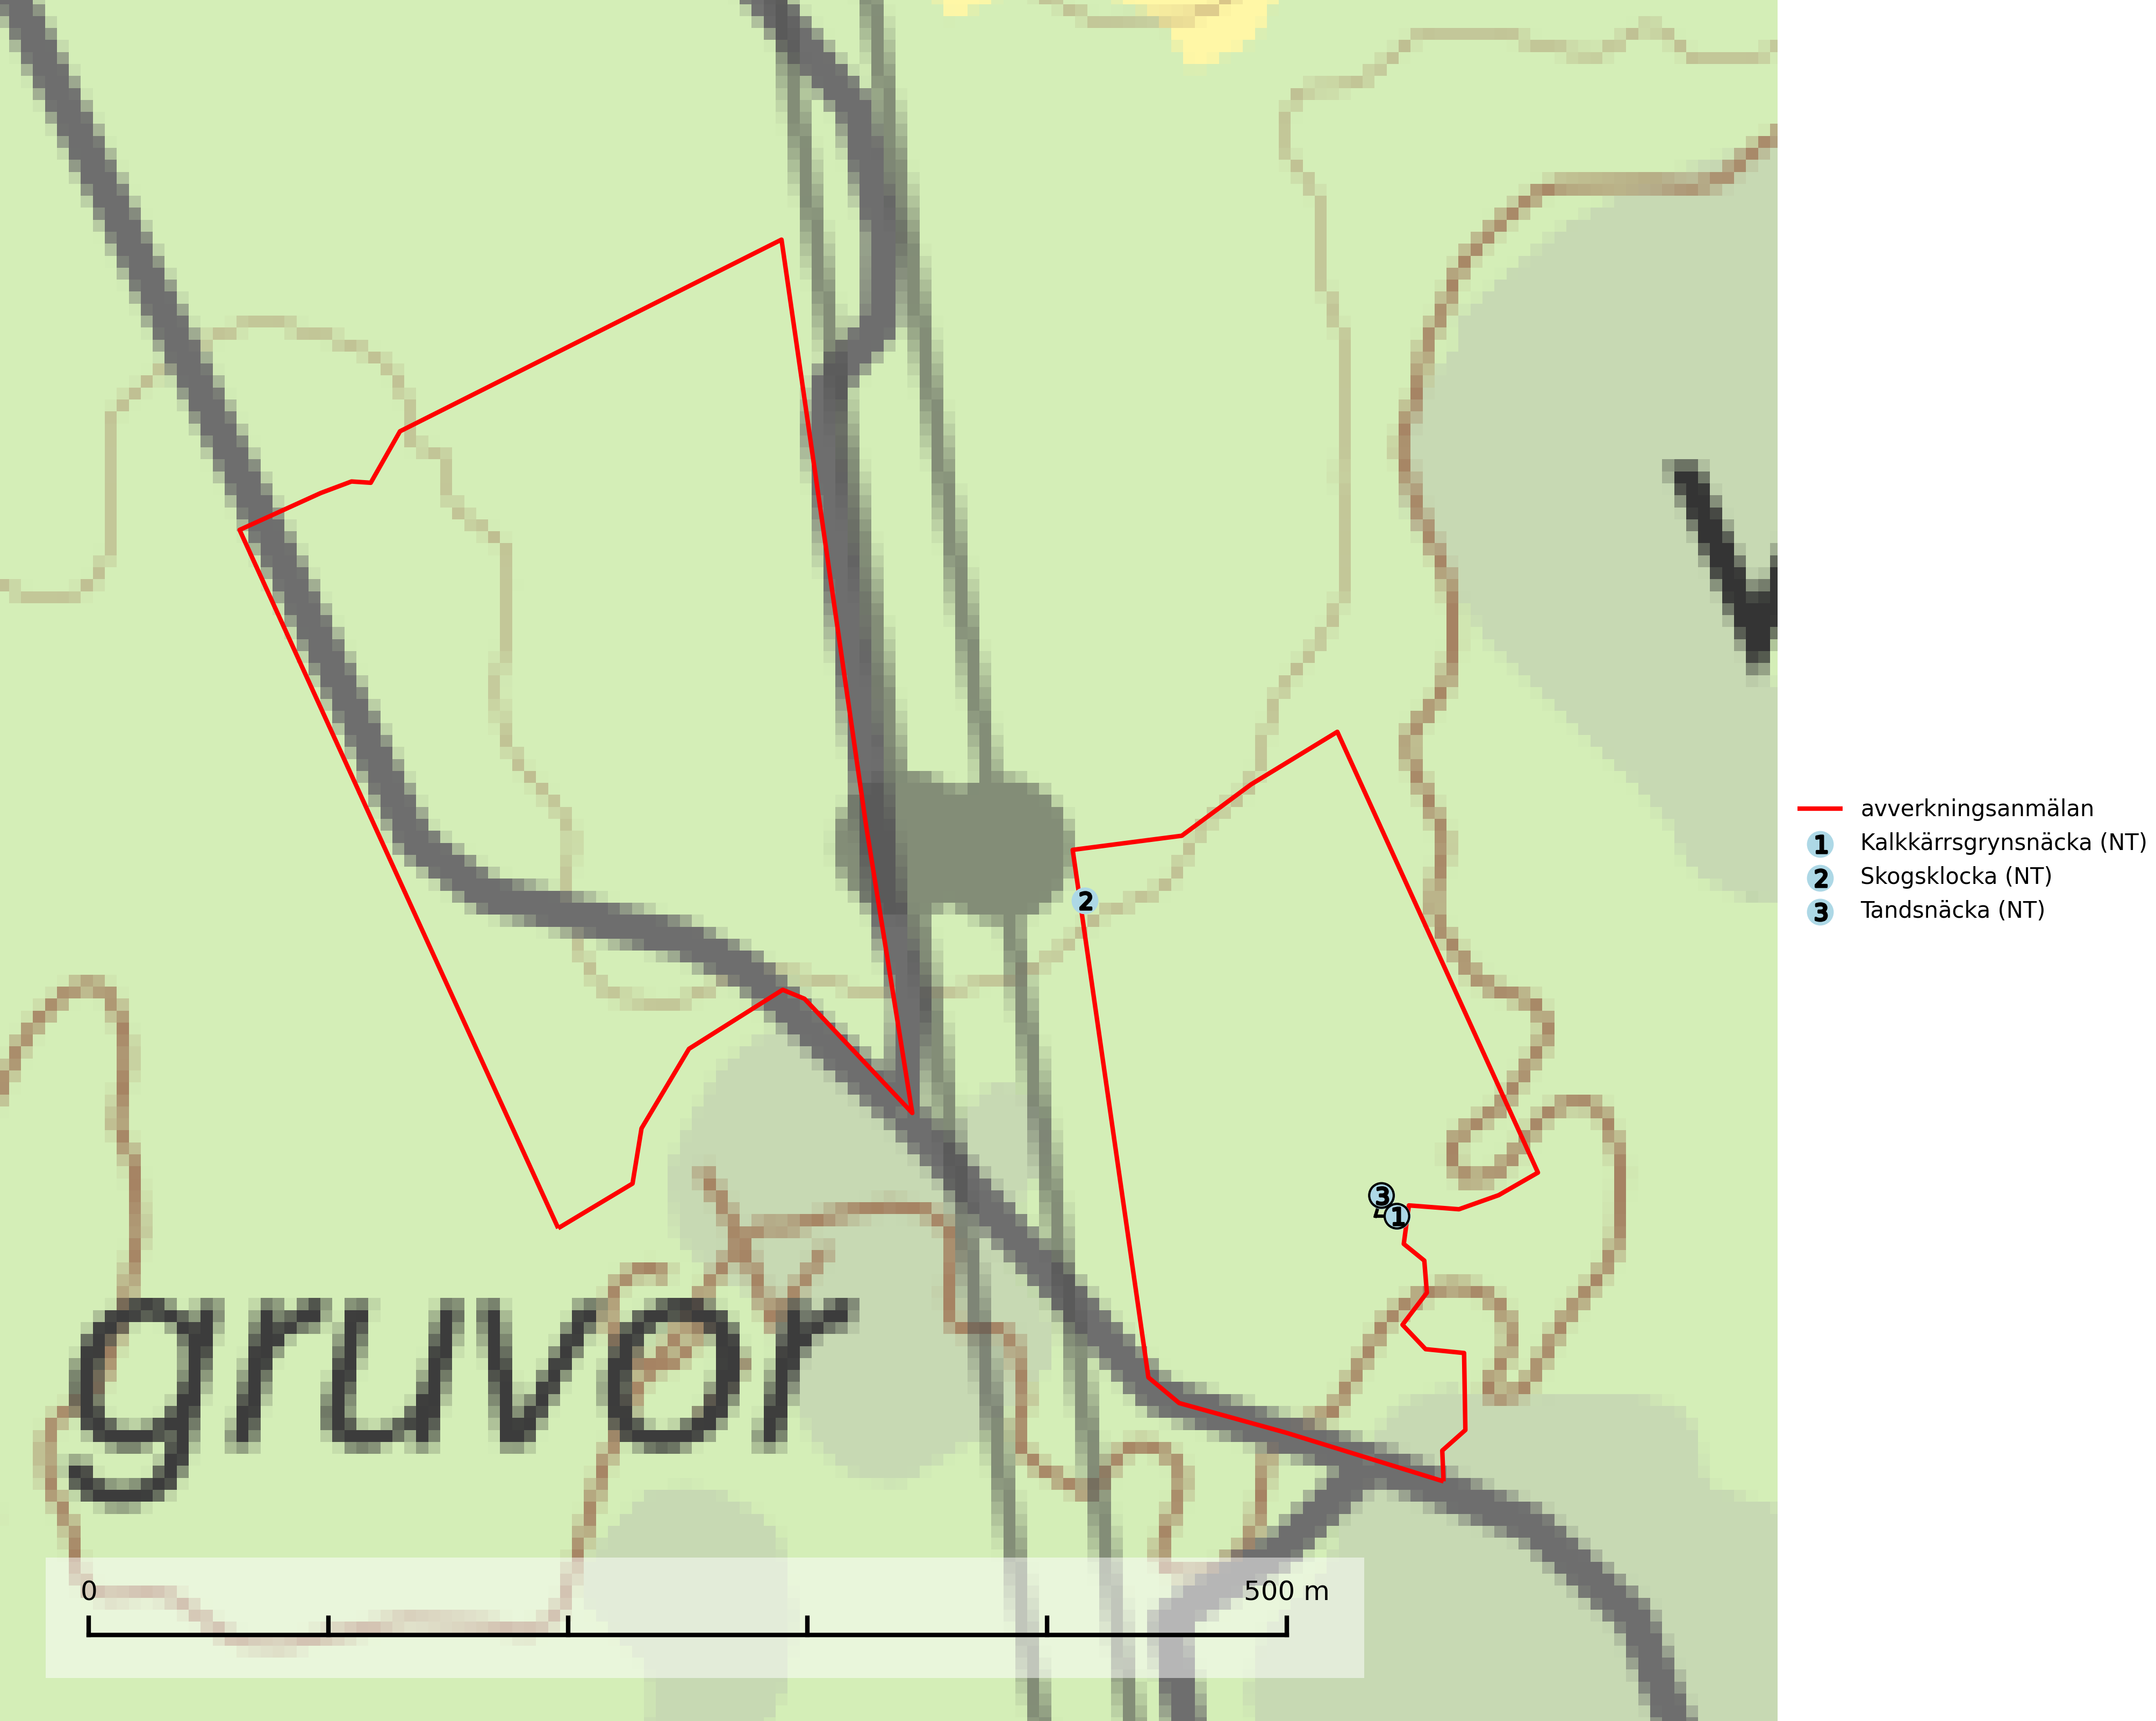 2
3
1
gruvor
0 500 m
avverkningsanmälan
1 Kalkkärrsgrynsnäcka (NT)
2 Skogsklocka (NT)
3 Tandsnäcka (NT)